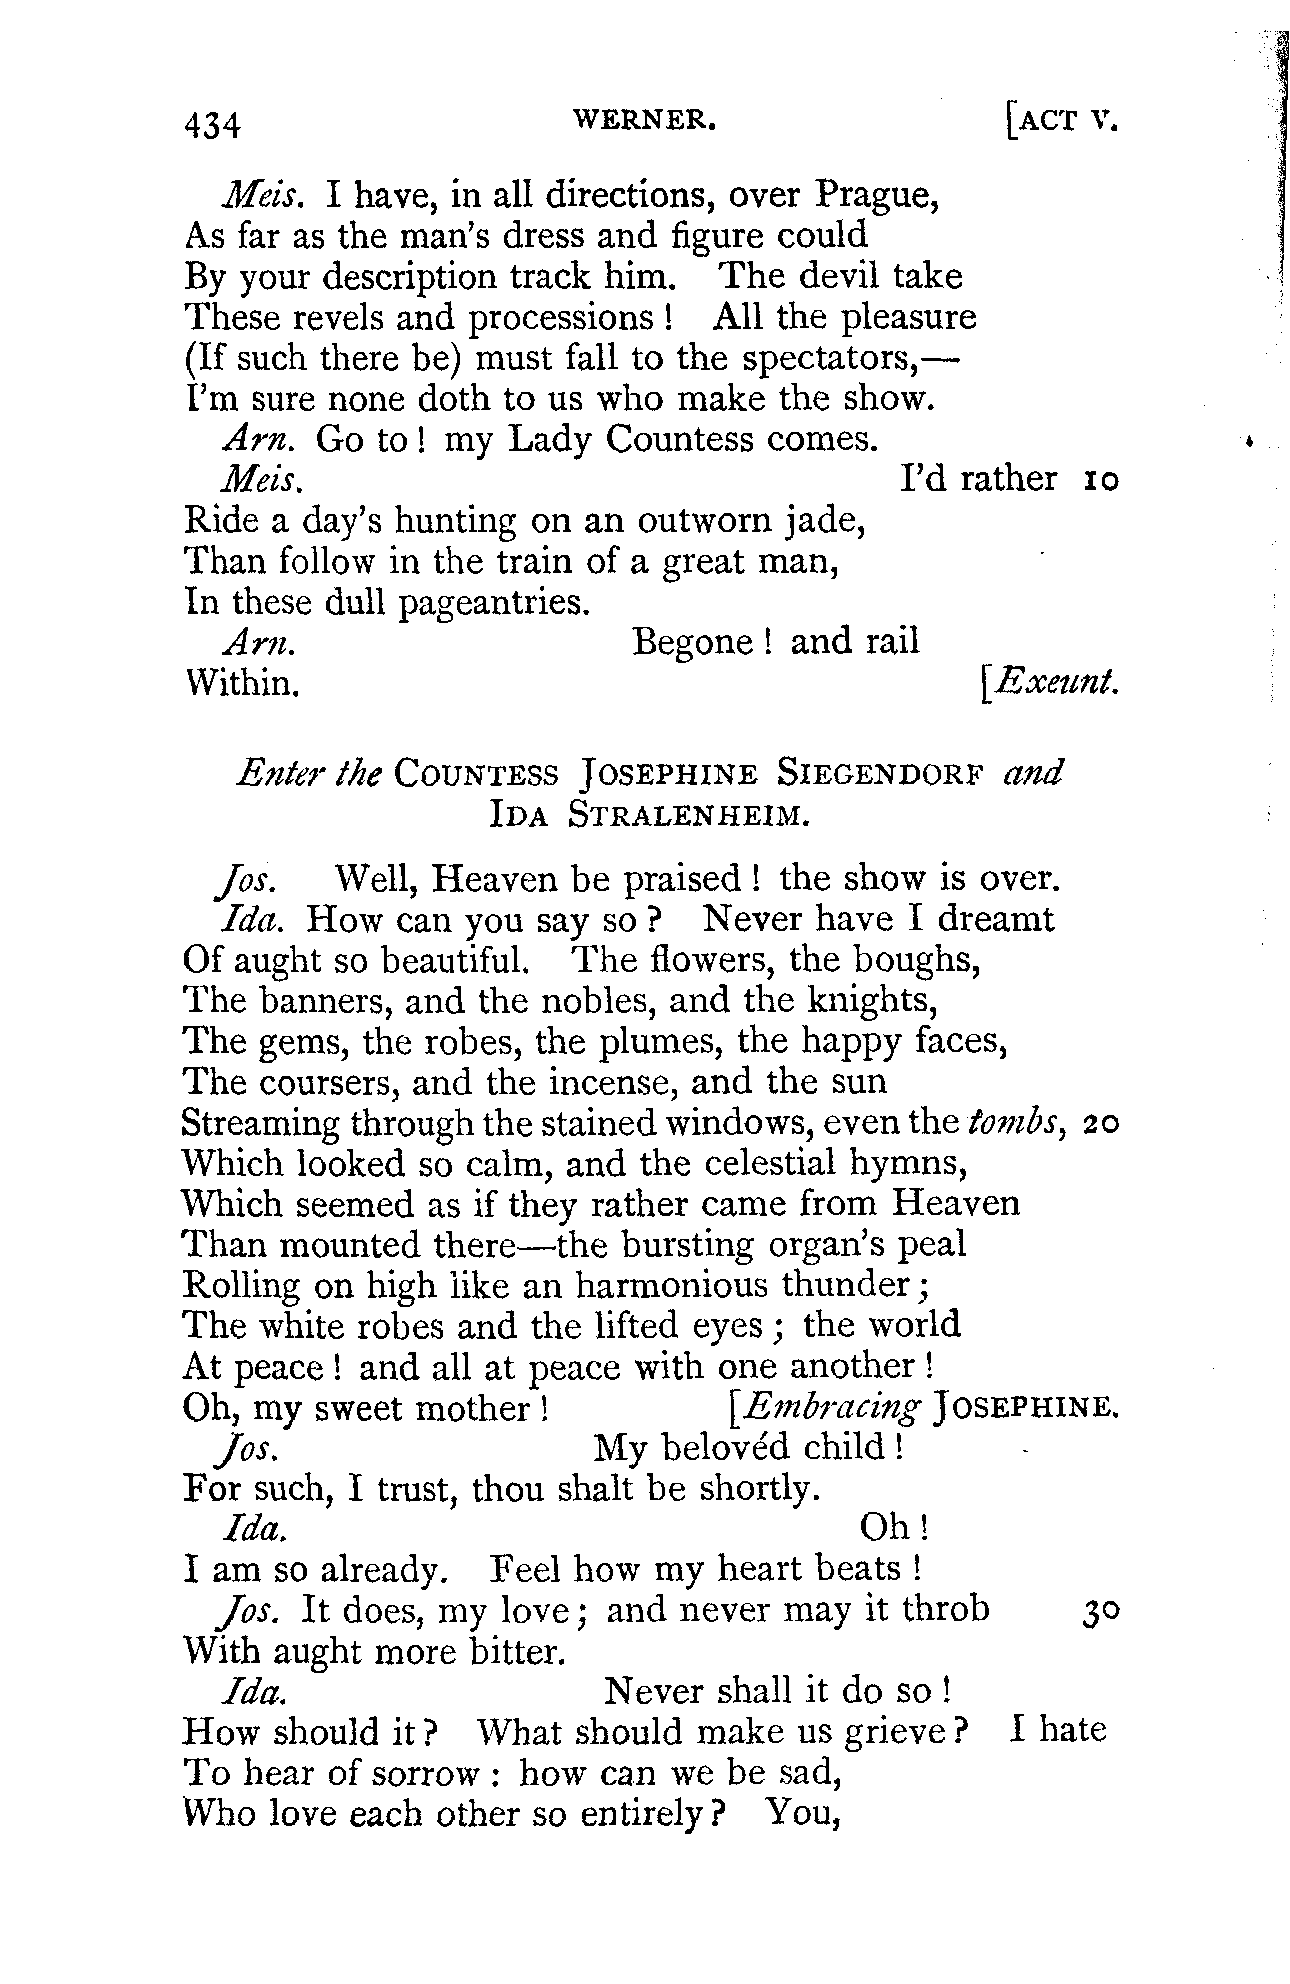 434 WERNER. [ACT V.
Meis. I have, in all directions, over Prague,
As far as the man's dress and figure could
By your description track him. The devil take
These revels and processions! All the pleasure
(If such there be) must fall to the spectators,—
I'm sure none doth to us who make the show.
Arn. Go to! my Lady Countess comes.
Meis. I'd rather 10
Ride a day's hunting on an outworn jade,
Than follow in the train of a great man,
In these dull pageantries.
Arn. Begone! and rail
Within. [Exeunt.
Enter the COUNTESS JOSEPHINE SIEGENDORF and
IDA STRALENHEIM.
Jos. Well, Heaven be praised! the show is over.
Ida. How can you say so? Never have I dreamt
Of aught so beautiful. The flowers, the boughs,
The banners, and the nobles, and the knights,
The gems, the robes, the plumes, the happy faces,
The coursers, and the incense, and the sun
Streaming through the stained windows, even the tombs, 20
Which looked so calm, and the celestial hymns,
Which seemed as if they rather came from Heaven
Than mounted there—the bursting organ's peal
Rolling on high like an harmonious thunder;
The white robes and the lifted eyes; the world
At peace! and all at peace with one another!
Oh, my sweet mother! [Embracing JOSEPHINE.
Jos. My belovéd child!
For such, I trust, thou shalt be shortly.
Ida. Oh!
I am so already. Feel how my heart beats!
Jos. It does, my love; and never may it throb 30
With aught more bitter.
Ida. Never shall it do so!
How should it? What should make us grieve? I hate
To hear of sorrow: how can we be sad,
Who love each other so entirely? You,